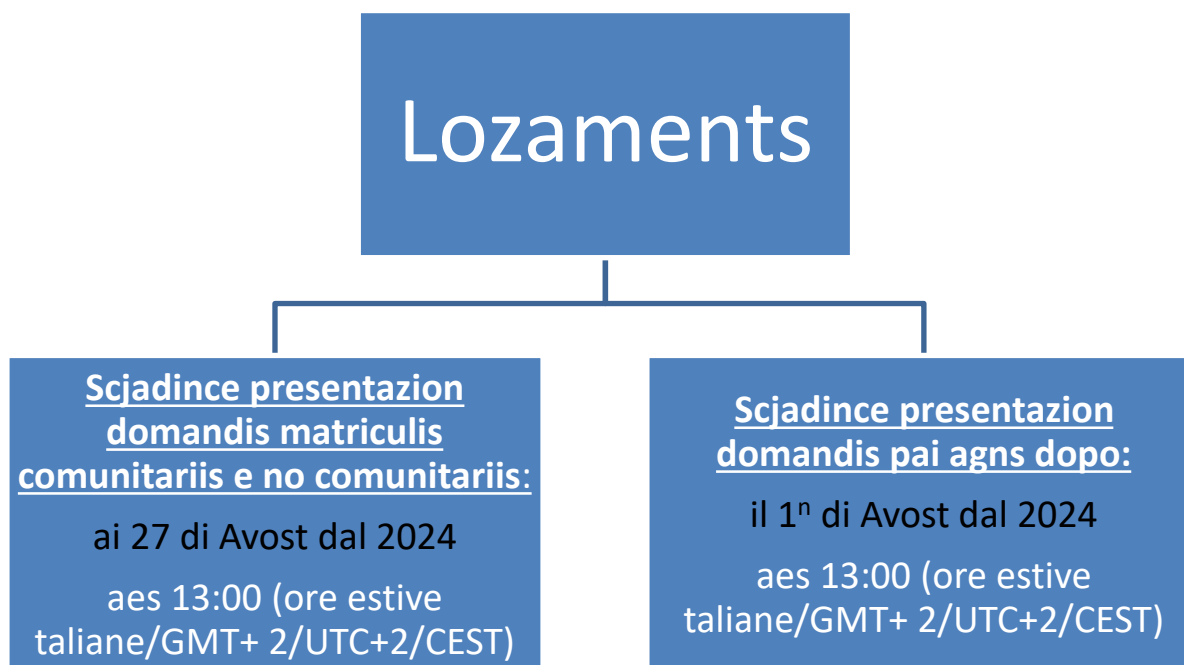 Lozaments
Scjadince presentazion
domandis matriculis
comunitariis e no comunitariis:
ai 27 di Avost dal 2024
aes 13:00 (ore estive
taliane/GMT+ 2/UTC+2/CEST)
Scjadince presentazion
domandis pai agns dopo:
il 1ⁿ di Avost dal 2024
aes 13:00 (ore estive
taliane/GMT+ 2/UTC+2/CEST)